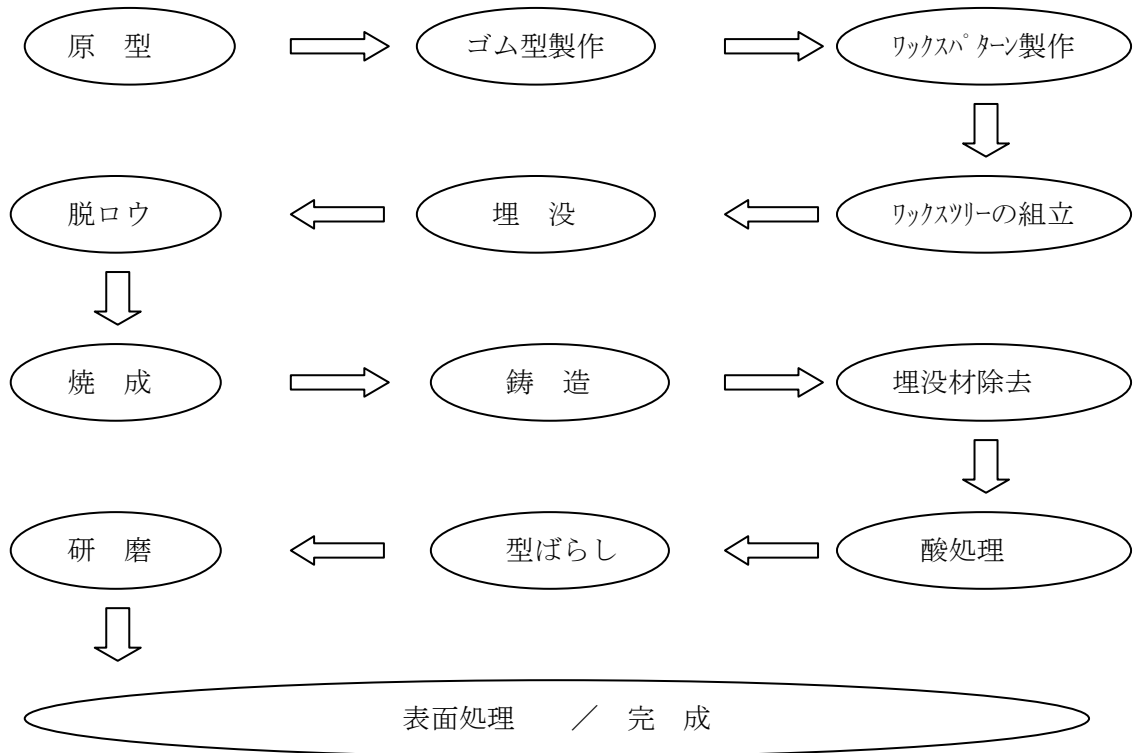 原　型
ゴム型製作
ﾜｯｸｽﾊﾟﾀｰﾝ製作
ﾜｯｸｽﾂﾘｰの組立
埋　没
脱ロウ
焼　成
鋳　造
埋没材除去
酸処理
型ばらし
研　磨
表面処理　／　完　成